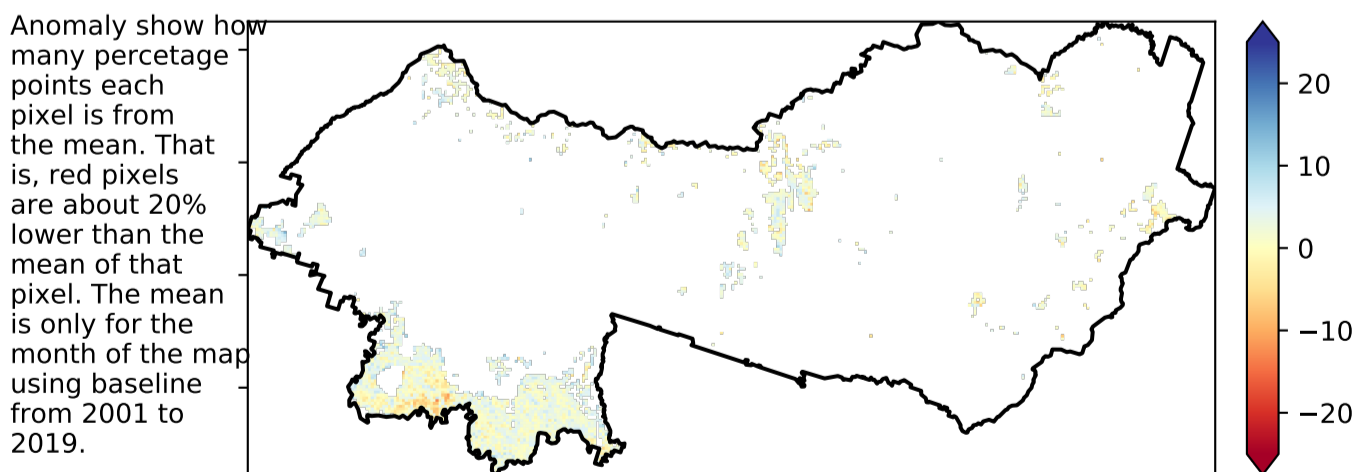 Anomaly show how
many percetage
points each
pixel is from
the mean. That
is, red pixels
are about 20%
lower than the
mean of that
pixel. The mean
is only for the
month of the map
using baseline
from 2001 to
2019.
20
10
0
−10
−20